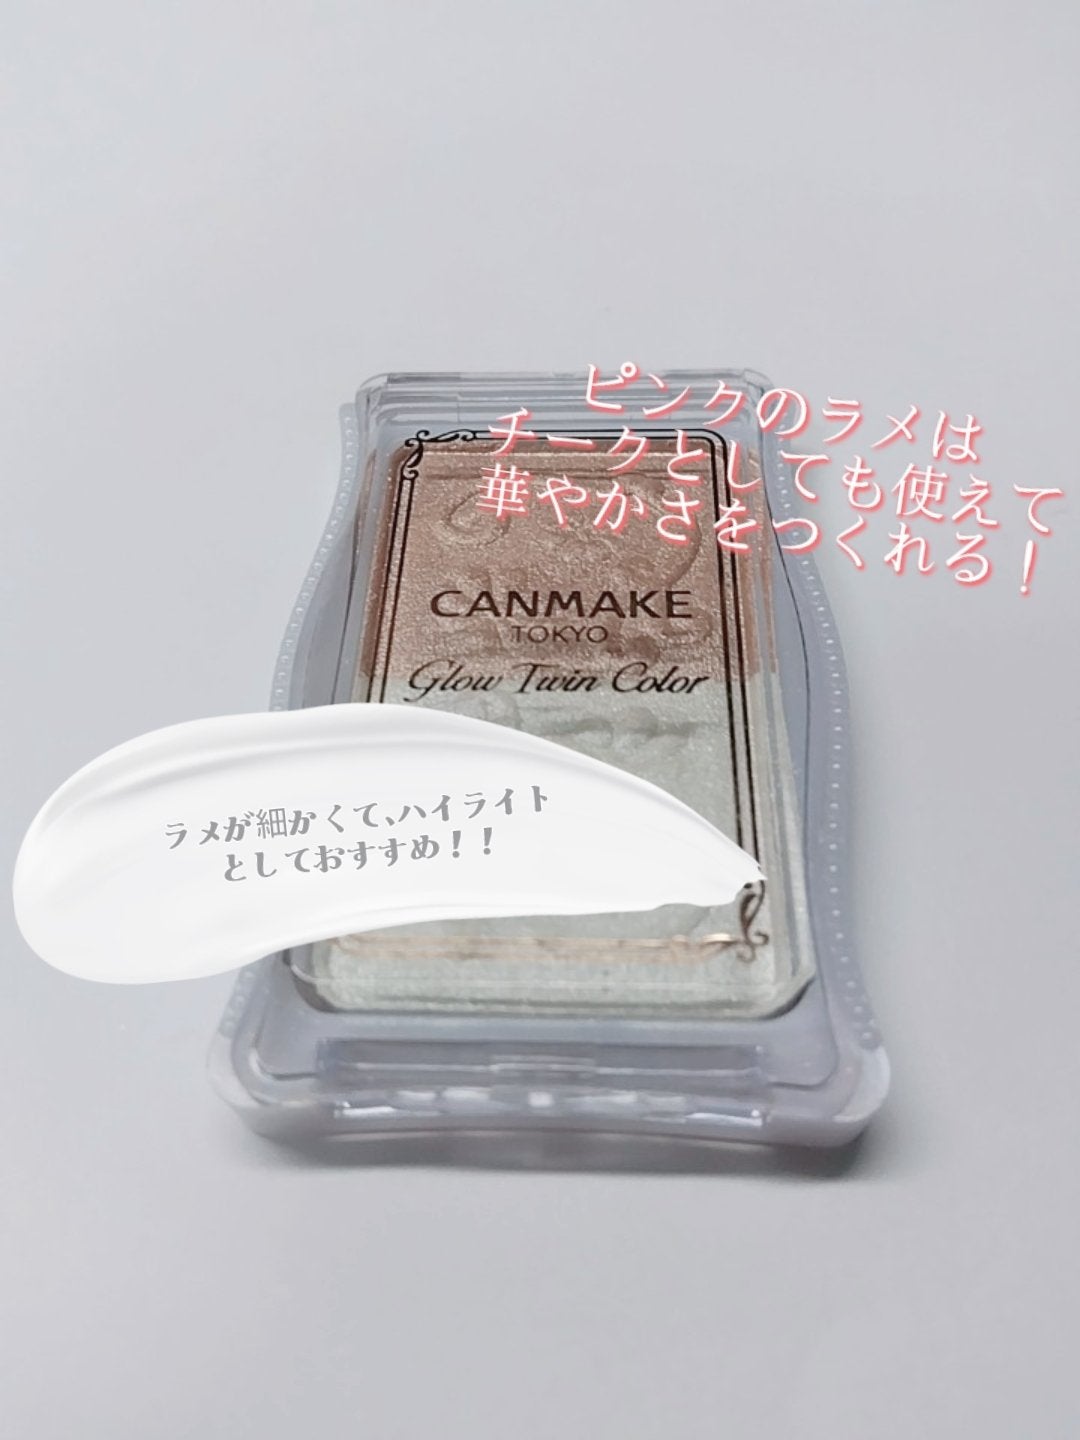 ピンクのラメは
チークとしても使えて
華やかさをつくれる！
CANMAKE
TOKYO
Glow Twin Color
ラメが細かくて、ハイライト
としておすすめ！！